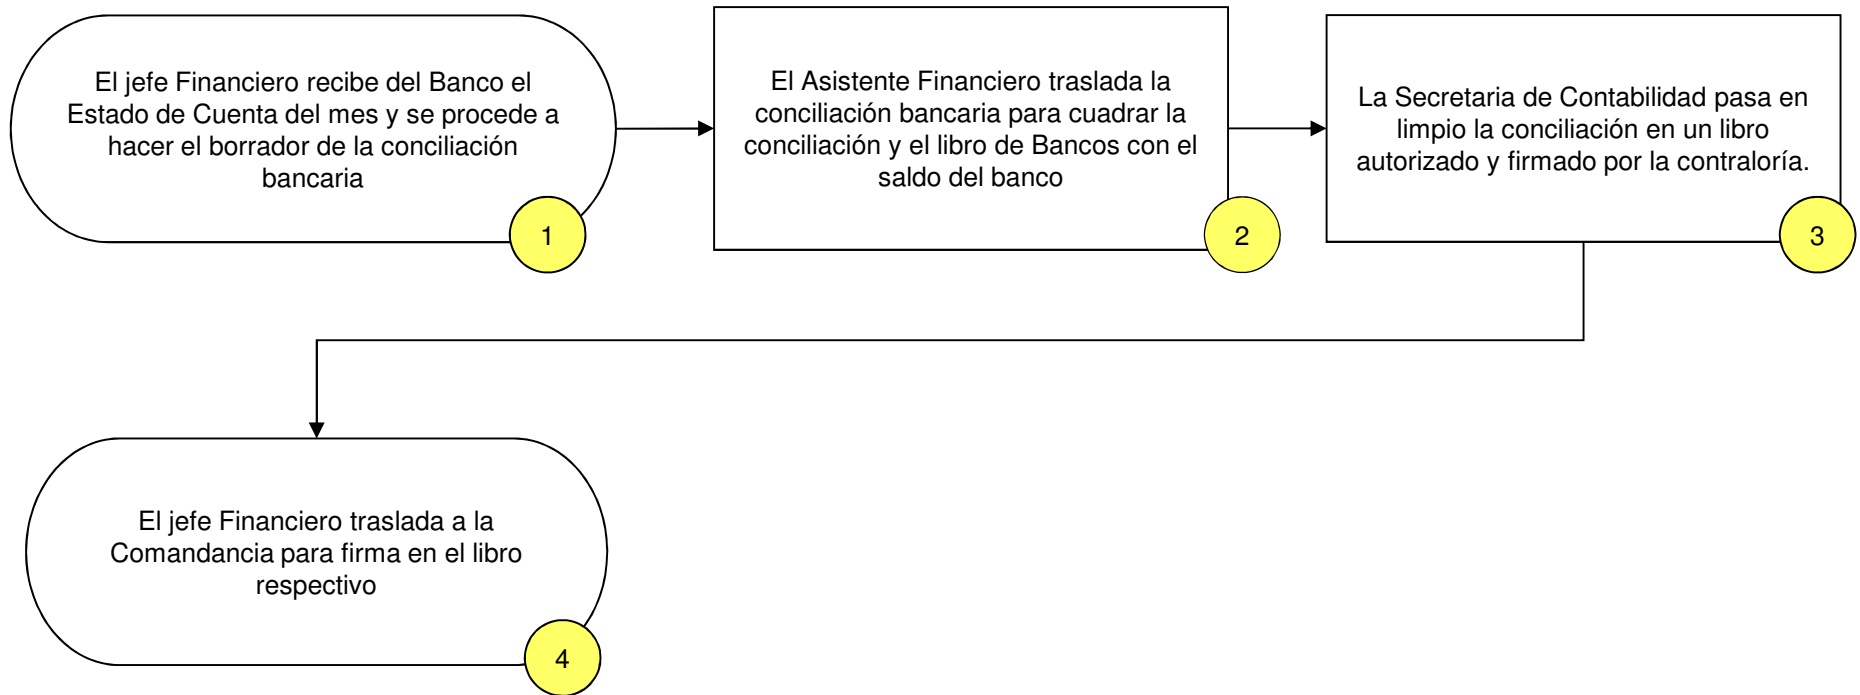 El jefe Financiero recibe del Banco el
Estado de Cuenta del mes y se procede a
hacer el borrador de la conciliación
bancaria
1
El Asistente Financiero traslada la
conciliación bancaria para cuadrar la
conciliación y el libro de Bancos con el
saldo del banco
2
La Secretaria de Contabilidad pasa en
limpio la conciliación en un libro
autorizado y firmado por la contraloría.
3
El jefe Financiero traslada a la
Comandancia para firma en el libro
respectivo
4